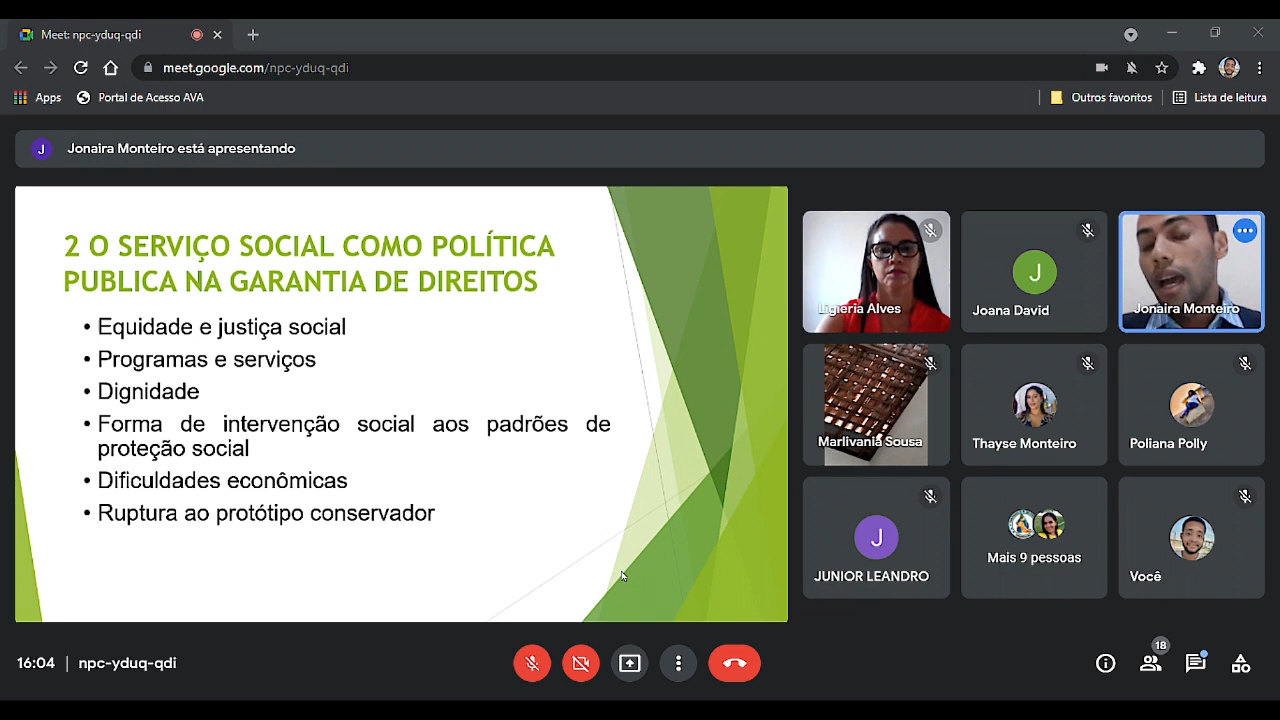 Meet: npc-yduq-qdi
meet.google.com/npc-yduq-qdi
Apps
Portal de Acesso AVA
Outros favoritos
Lista de leitura
J
Jonaira Monteiro está apresentando
2 O SERVIÇO SOCIAL COMO POLÍTICA
PUBLICA NA GARANTIA DE DIREITOS
• Equidade e justiça social
• Programas e serviços
• Dignidade
• Forma de intervenção social aos padrões de
proteção social
• Dificuldades econômicas
• Ruptura ao protótipo conservador
Ligieria Alves
J
Joana David
Jonaira Monteiro
Marlivania Sousa
Thayse Monteiro
Poliana Polly
J
JUNIOR LEANDRO
Mais 9 pessoas
Você
16:04 | npc-yduq-qdi
18